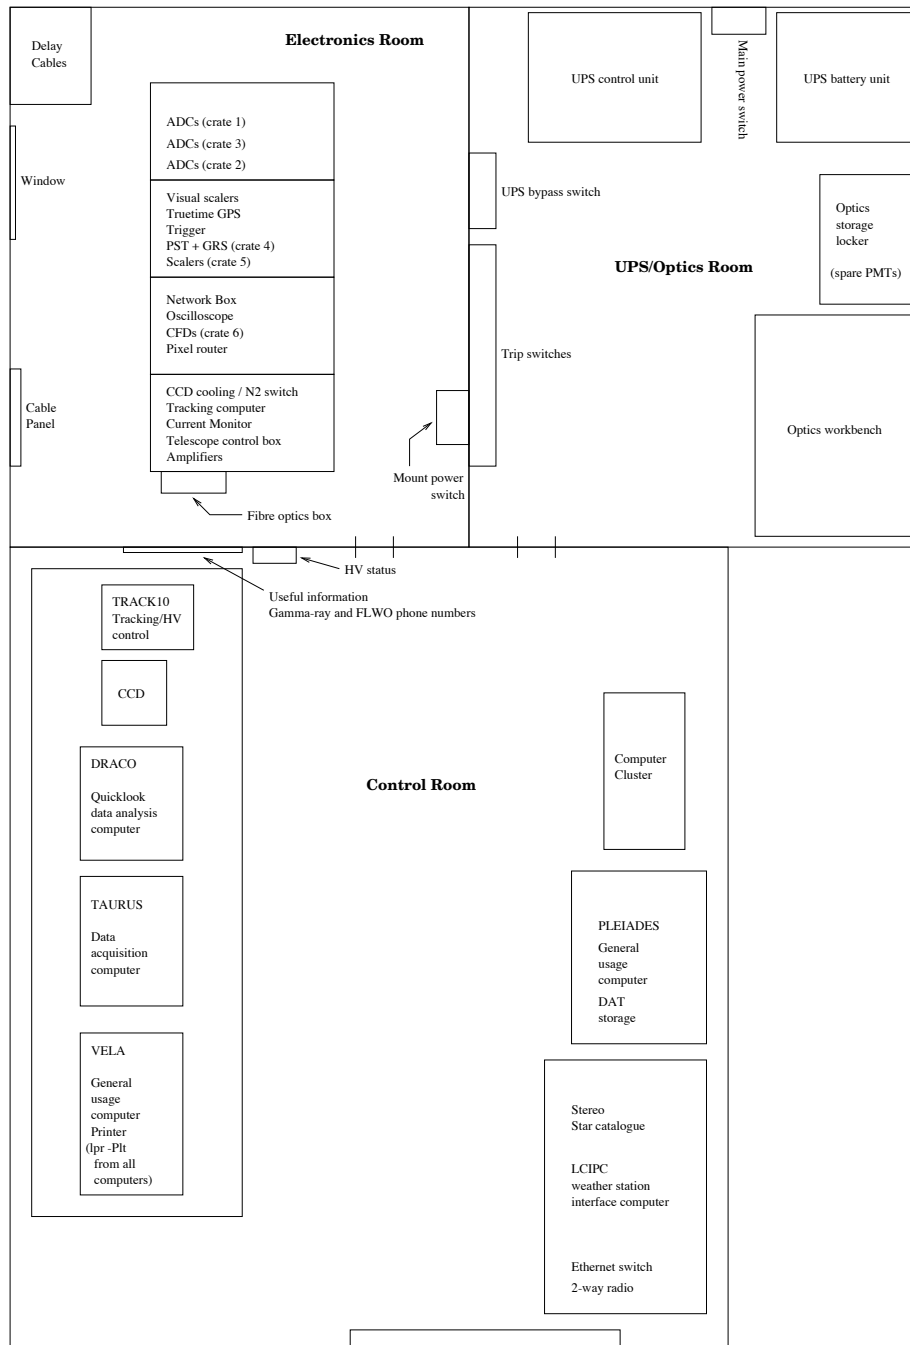 Electronics Room
Delay
Cables
ADCs (crate 1)
ADCs (crate 3)
ADCs (crate 2)
Window
Visual scalers
Truetime GPS
Trigger
PST + GRS (crate 4)
Scalers (crate 5)
Network Box
Oscilloscope
CFDs (crate 6)
Pixel router
Cable
Panel
CCD cooling / N2 switch
Tracking computer
Current Monitor
Telescope control box
Amplifiers
Mount power
switch
Fibre optics box
UPS control unit
Main power switch
UPS battery unit
UPS bypass switch
Optics
storage
locker
(spare PMTs)
UPS/Optics Room
Trip switches
Optics workbench
HV status
Useful information
Gamma-ray and FLWO phone numbers
TRACK10
Tracking/HV
control
CCD
DRACO
Quicklook
data analysis
computer
TAURUS
Data
acquisition
computer
VELA
General
usage
computer
Printer
(lpr -Plt
from all
computers)
Control Room
Computer
Cluster
PLEIADES
General
usage
computer
DAT
storage
Stereo
Star catalogue
LCIPC
weather station
interface computer
Ethernet switch
2-way radio